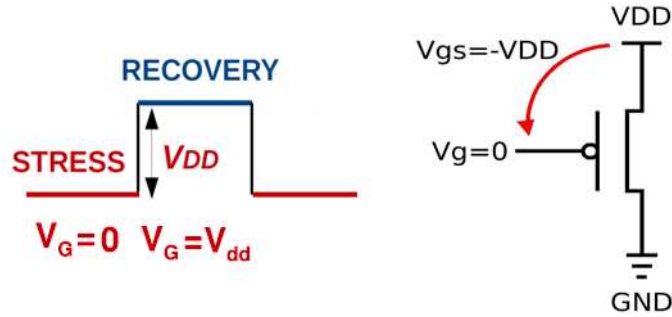 RECOVERY
STRESS
VDD
VG=0 VG=Vdd
VDD
Vgs=-VDD
Vg=0
GND